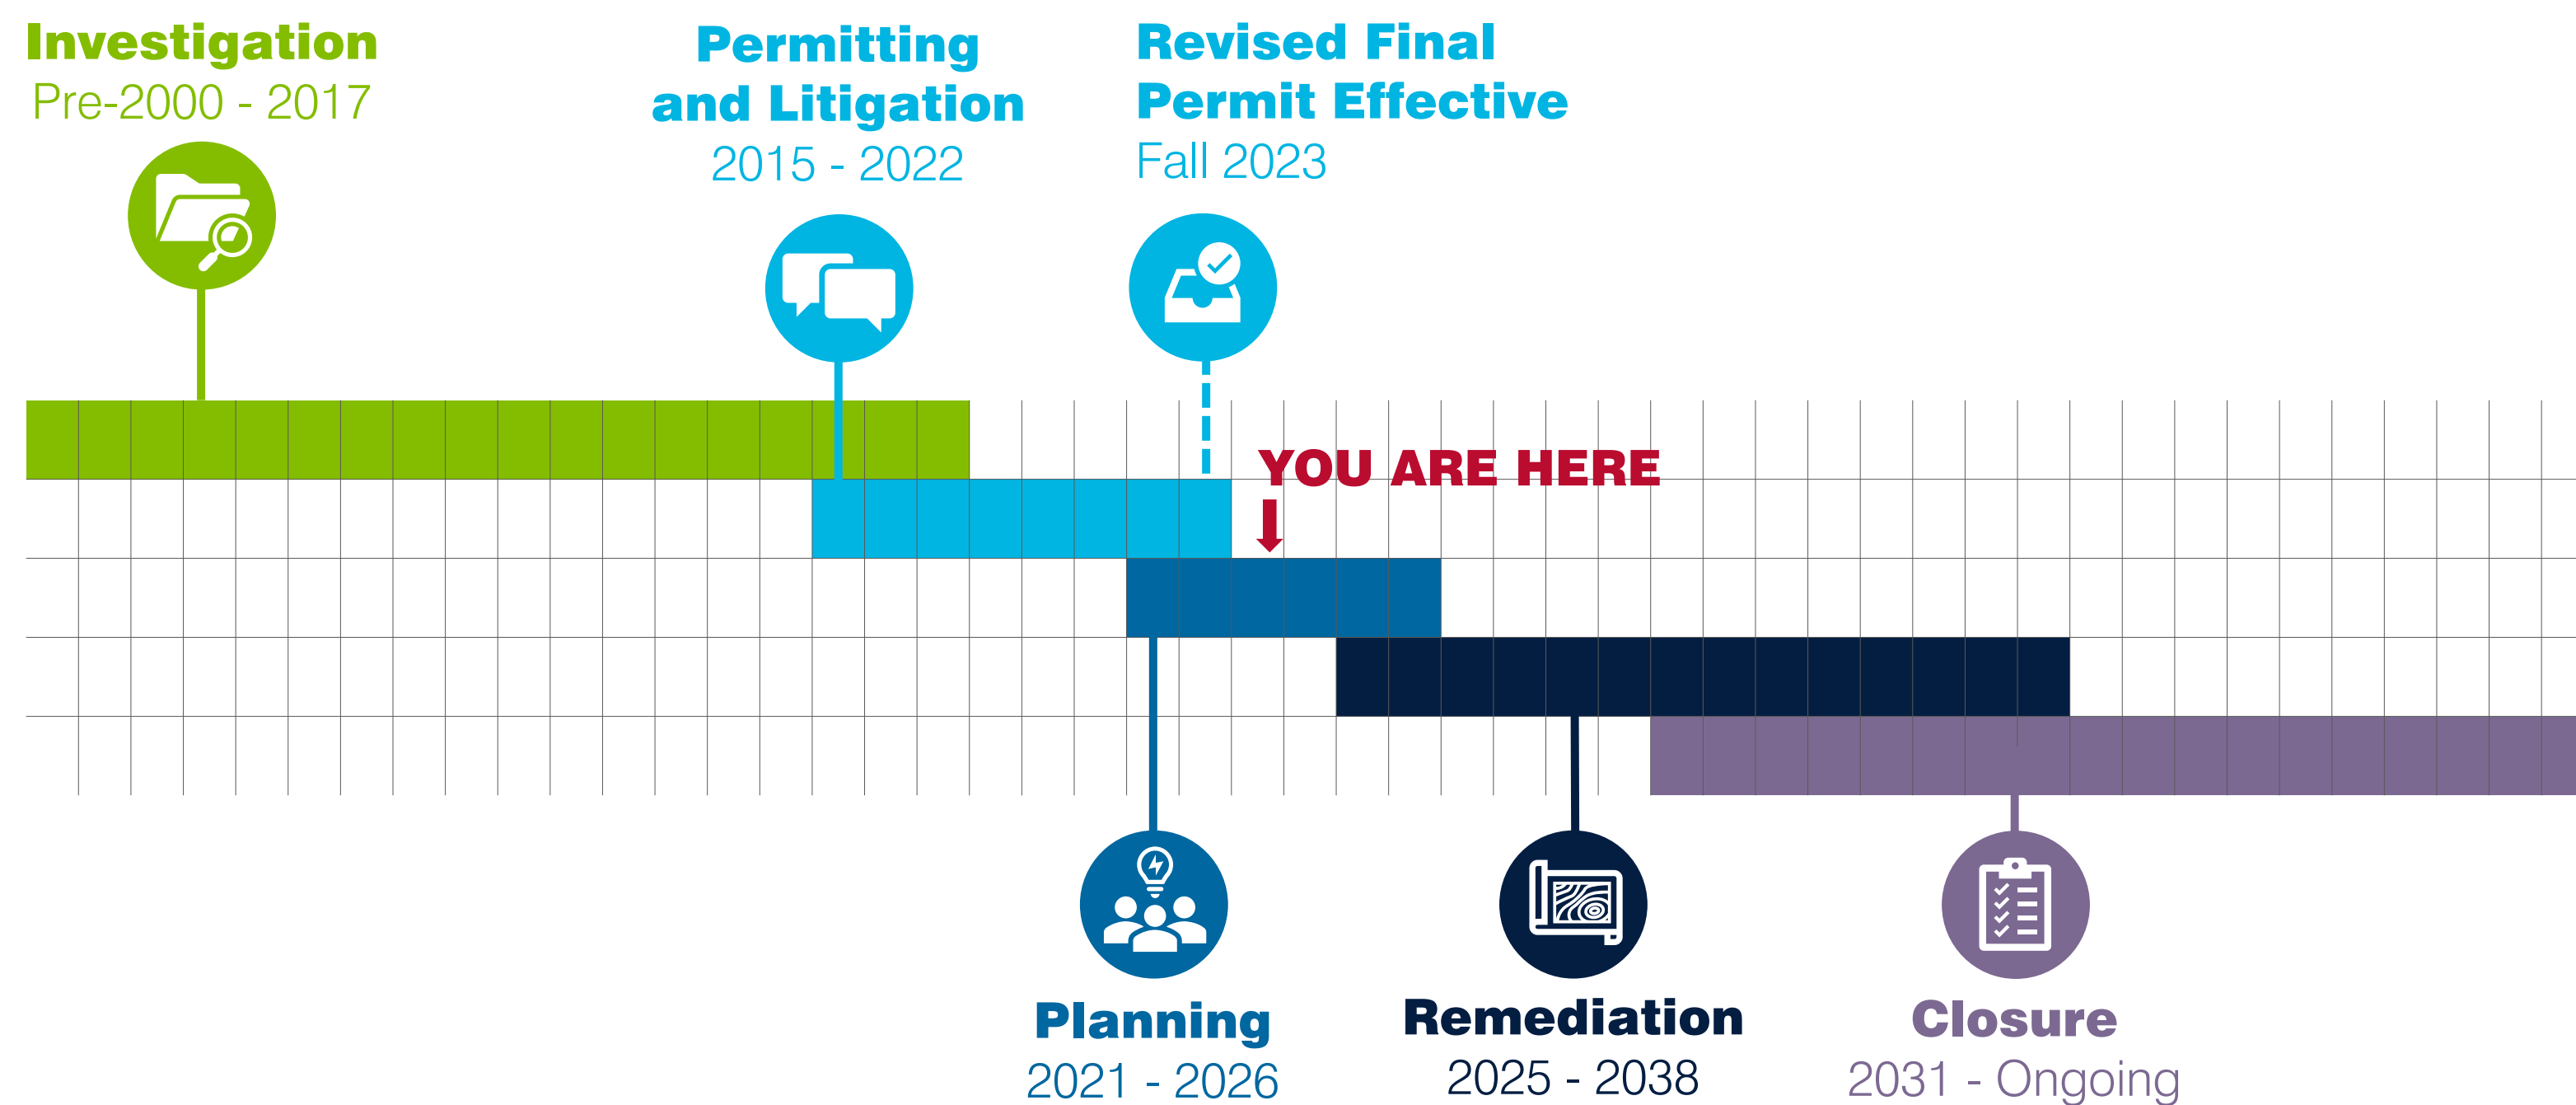 Investigation
Pre-2000 - 2017
Permitting
and Litigation
2015 - 2022
Revised Final
Permit Effective
Fall 2023
YOU ARE HERE
Planning
2021 - 2026
Remediation
2025 - 2038
Closure
2031 - Ongoing